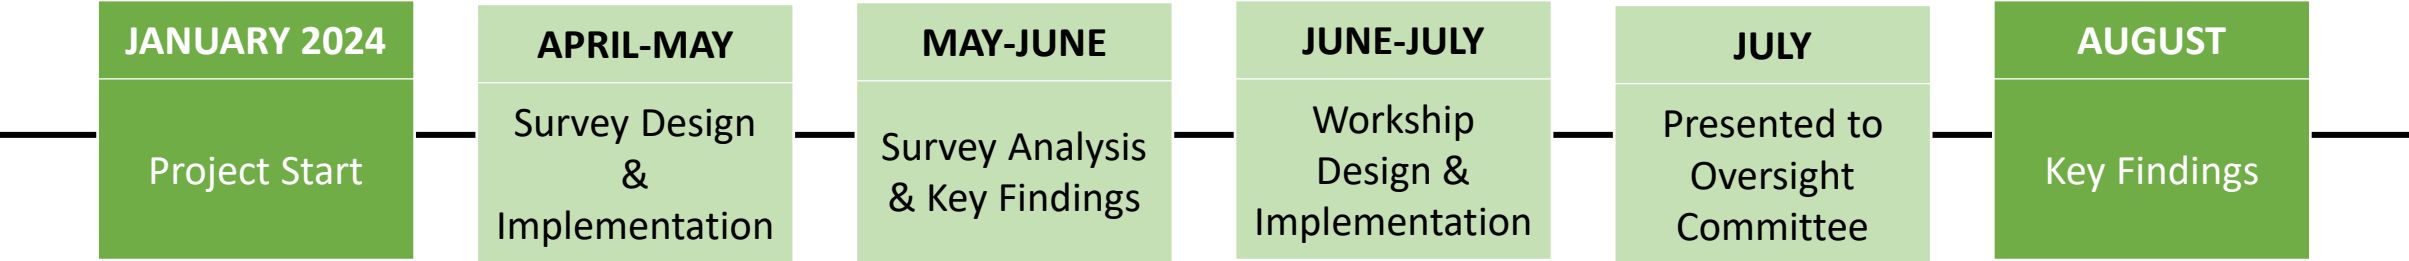 JANUARY 2024
Project Start
APRIL-MAY
Survey Design
&
Implementation
MAY-JUNE
Survey Analysis
& Key Findings
JUNE-JULY
Workship
Design &
Implementation
JULY
Presented to
Oversight
Committee
AUGUST
Key Findings